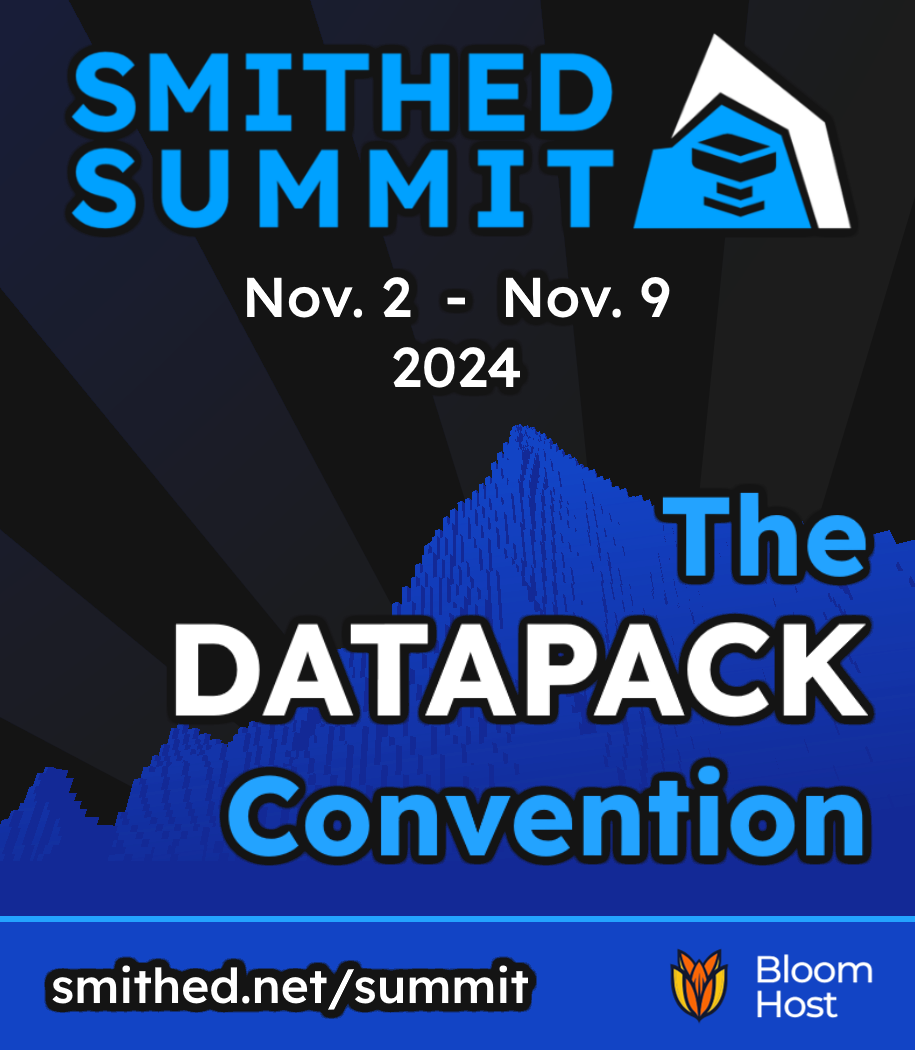 SMITHED
SUMMIT
Nov. 2 - Nov. 9
2024
The
DATAPACK
Convention
smithed.net/summit
Bloom
Host